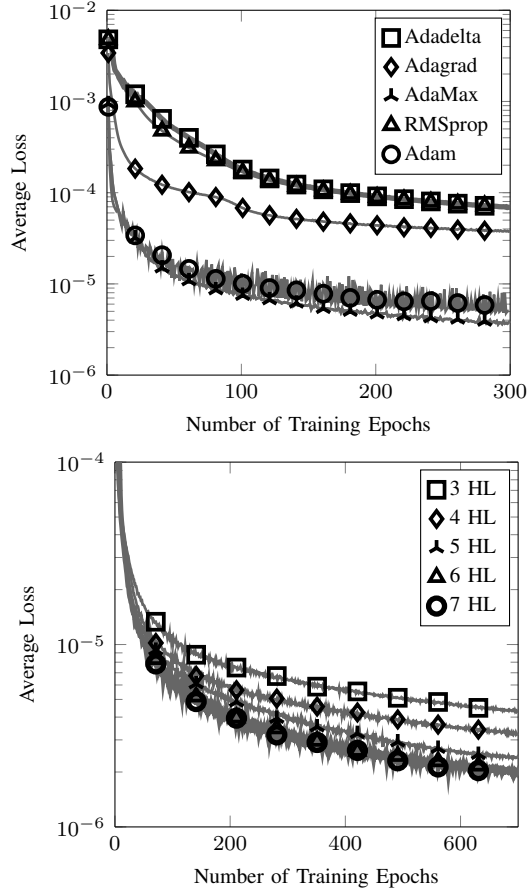 10⁻²
10⁻³
10⁻⁴
10⁻⁵
10⁻⁶
Average Loss
Adadelta
Adagrad
AdaMax
RMSprop
Adam
0 100 200 300
Number of Training Epochs
10⁻⁴
10⁻⁵
10⁻⁶
Average Loss
3 HL
4 HL
5 HL
6 HL
7 HL
0 200 400 600
Number of Training Epochs